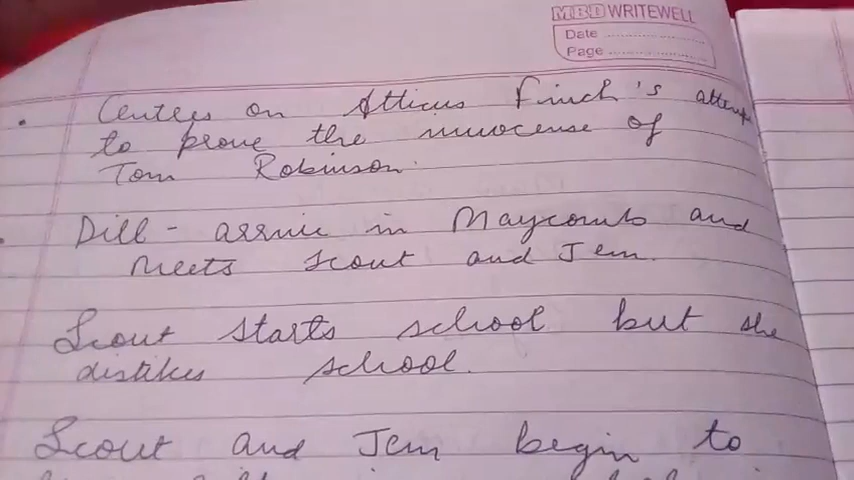 MBD WRITEWELL
Date
Page
Centres on Atticus Finch's attempt
to prove the innocense of
Tom Robinson.
Dill - arrive in Maycomb and
meets Scout and Jem.
Scout starts school but she
dislikes school.
Scout and Jem begin to